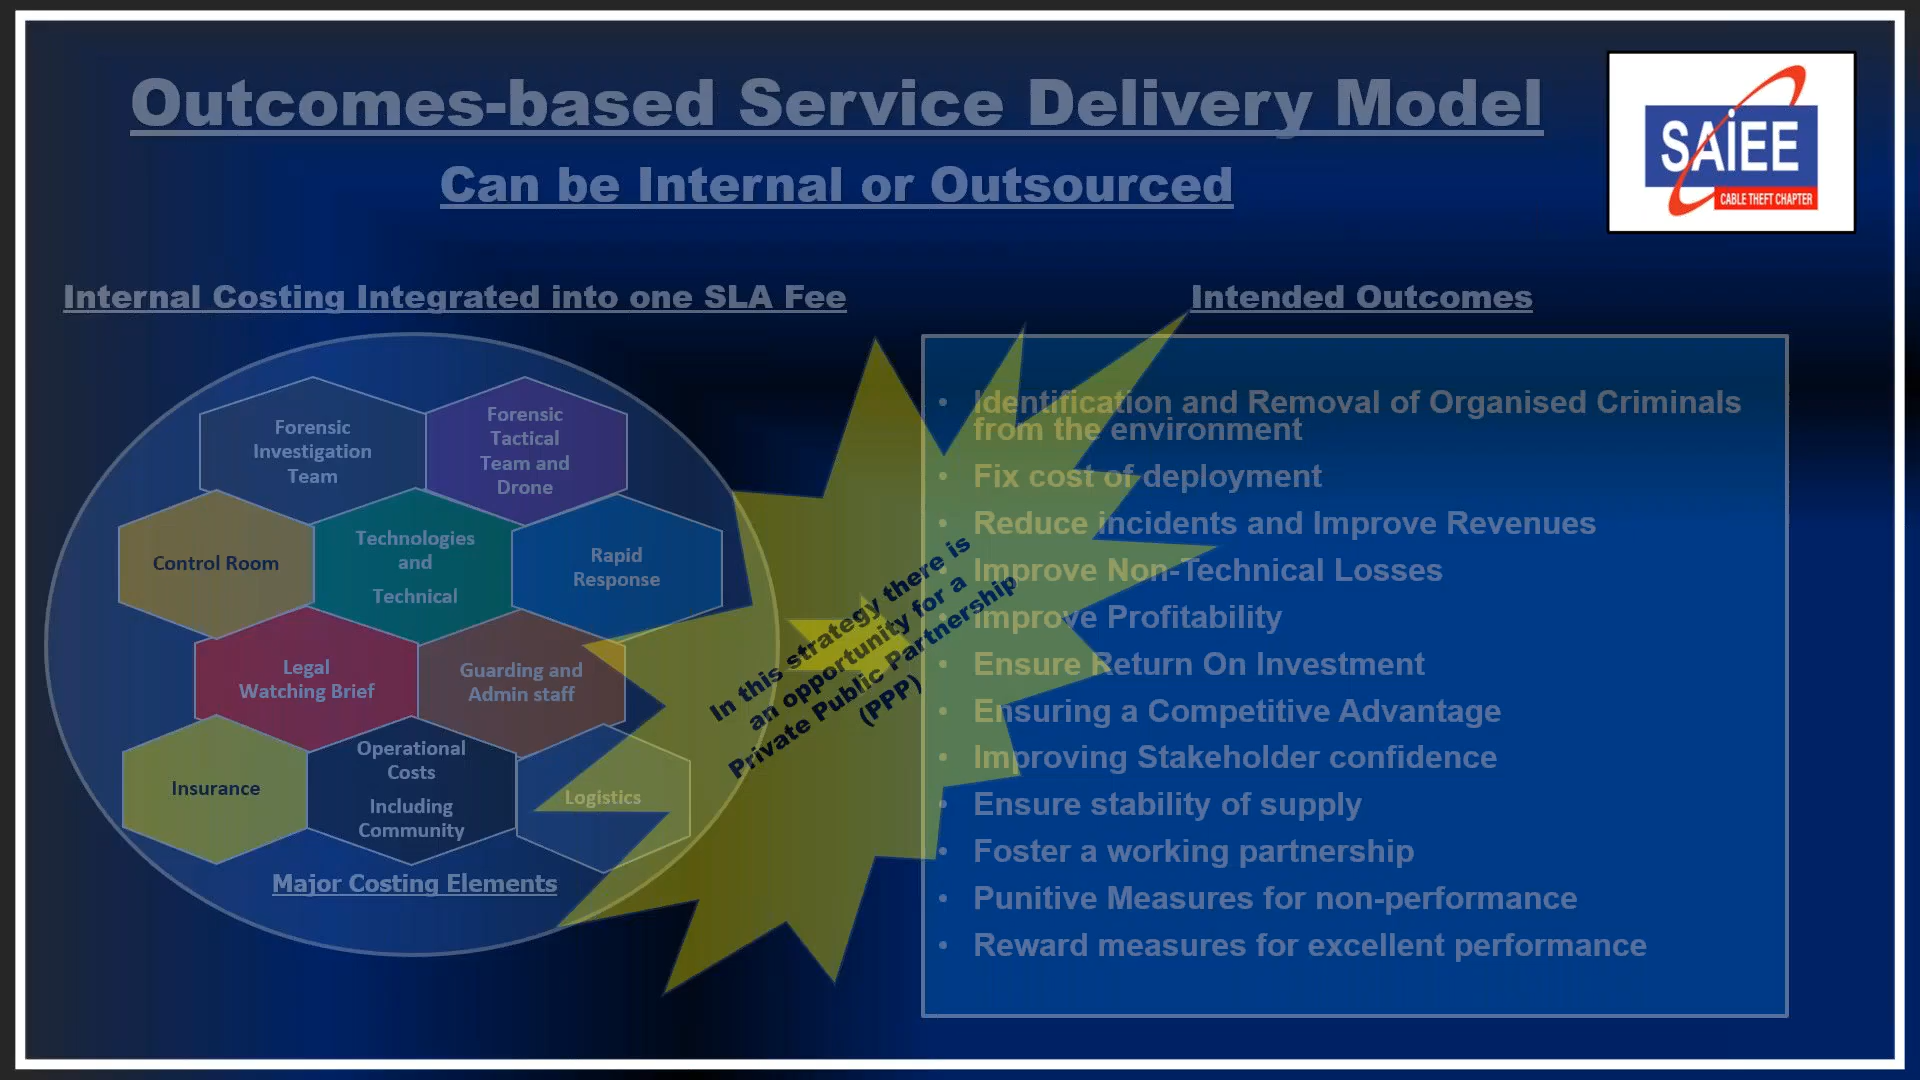 Outcomes-based Service Delivery Model
Can be Internal or Outsourced
SAiEE
CABLE THEFT CHAPTER
Internal Costing Integrated into one SLA Fee
Forensic
Investigation
Team
Forensic
Tactical
Team and
Drone
Control Room
Technologies
and
Technical
Rapid
Response
Legal
Watching Brief
Guarding and
Admin staff
Insurance
Operational
Costs
Including
Community
Logistics
Major Costing Elements
In this strategy there is
an opportunity for a
Private Public Partnership
(PPP)
Intended Outcomes
• Identification and Removal of Organised Criminals
from the environment
• Fix cost of deployment
• Reduce incidents and Improve Revenues
• Improve Non-Technical Losses
• Improve Profitability
• Ensure Return On Investment
• Ensuring a Competitive Advantage
• Improving Stakeholder confidence
• Ensure stability of supply
• Foster a working partnership
• Punitive Measures for non-performance
• Reward measures for excellent performance